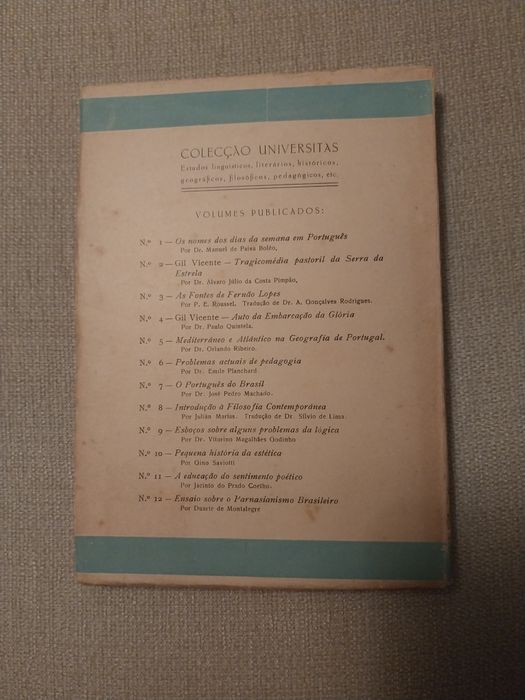 COLECÇÃO UNIVERSITAS
Estudos linguísticos, literários, históricos,
geográficos, filosóficos, pedagógicos, etc.
VOLUMES PUBLICADOS:
N.º 1 — Os nomes dos dias da semana em Português
Por Dr. Manuel de Paiva Boléo,
N.º 2 — Gil Vicente — Tragicomédia pastoril da Serra da
Estrela
Por Dr. Álvaro Júlio da Costa Pimpão,
N.º 3 — As Fontes de Fernão Lopes
Por P. E. Roussel. Tradução de Dr. A. Gonçalves Rodrigues.
N.º 4 — Gil Vicente — Auto da Embarcação da Glória
Por Dr. Paulo Quintela.
N.º 5 — Mediterrâneo e Atlântico na Geografia de Portugal.
Por Dr. Orlando Ribeiro.
N.º 6 — Problemas actuais de pedagogia
Por Dr. Emile Planchard
N.º 7 — O Português do Brasil
Por Dr. José Pedro Machado.
N.º 8 — Introdução à Filosofia Contemporânea
Por Julián Marías. Tradução de Dr. Sílvio de Lima.
N.º 9 — Esboços sobre alguns problemas da lógica
Por Dr. Vitorino Magalhães Godinho
N.º 10 — Pequena história da estética
Por Gino Saviotti
N.º 11 — A educação do sentimento poético
Por Jacinto do Prado Coelho.
N.º 12 — Ensaio sobre o Parnasianismo Brasileiro
Por Duarte de Montalegre